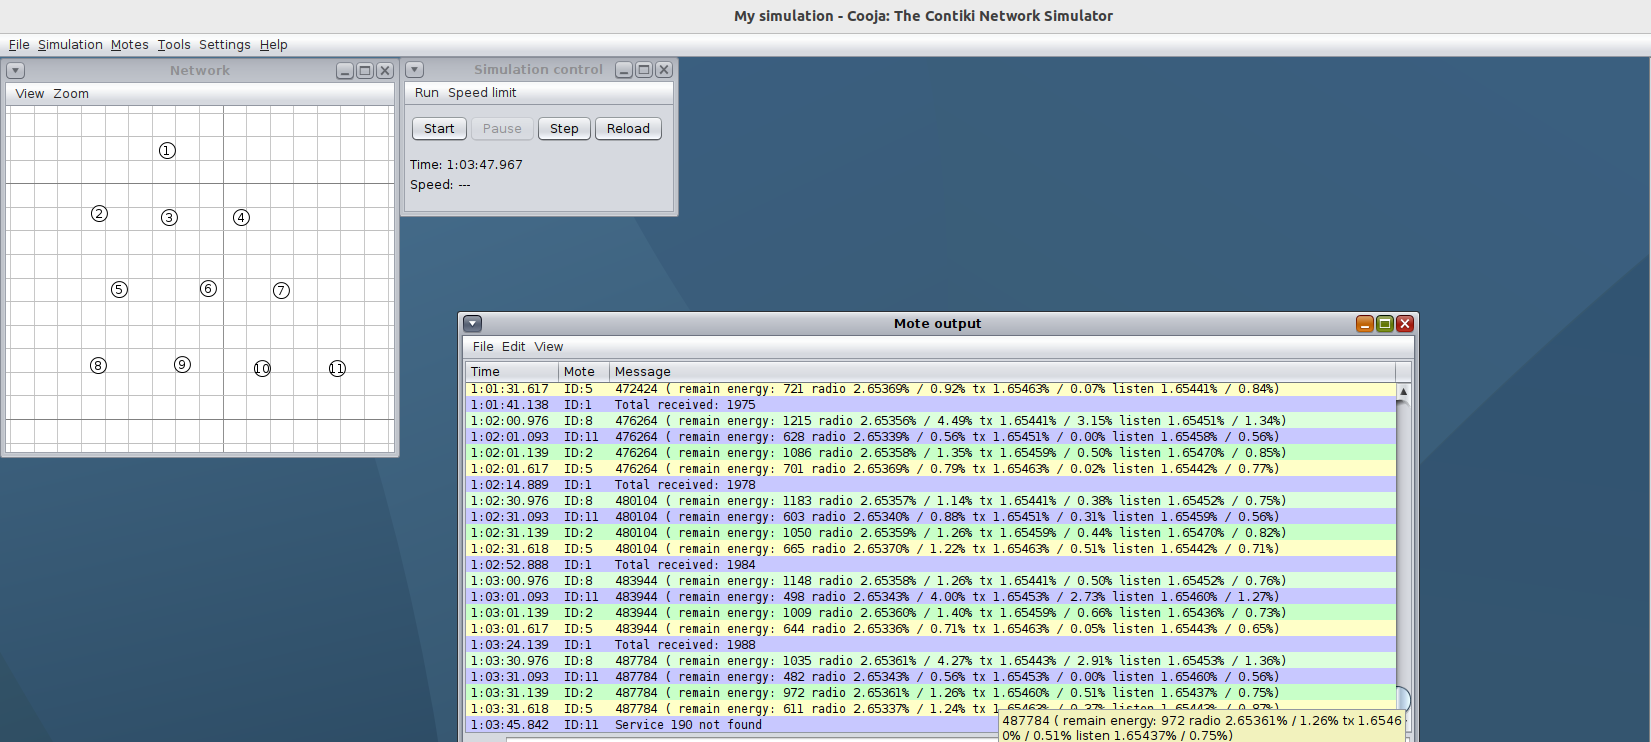 My simulation - Cooja: The Contiki Network Simulator
File Simulation Motes Tools Settings Help
Network
View Zoom
1
2 3 4
5 6 7
8 9 10 11
Simulation control
Run Speed limit
Start Pause Step Reload
Time: 1:03:47.967
Speed: ---
Mote output
File Edit View
Time Mote Message
1:01:31.617 ID:5 472424 ( remain energy: 721 radio 2.65369% / 0.92% tx 1.65463% / 0.07% listen 1.65441% / 0.84%)
1:01:41.138 ID:1 Total received: 1975
1:02:00.976 ID:8 476264 ( remain energy: 1215 radio 2.65356% / 4.49% tx 1.65441% / 3.15% listen 1.65451% / 1.34%)
1:02:01.093 ID:11 476264 ( remain energy: 628 radio 2.65339% / 0.56% tx 1.65451% / 0.00% listen 1.65458% / 0.56%)
1:02:01.139 ID:2 476264 ( remain energy: 1086 radio 2.65358% / 1.35% tx 1.65459% / 0.50% listen 1.65470% / 0.85%)
1:02:01.617 ID:5 476264 ( remain energy: 701 radio 2.65369% / 0.79% tx 1.65463% / 0.02% listen 1.65442% / 0.77%)
1:02:14.889 ID:1 Total received: 1978
1:02:30.976 ID:8 480104 ( remain energy: 1183 radio 2.65357% / 1.14% tx 1.65441% / 0.38% listen 1.65452% / 0.75%)
1:02:31.093 ID:11 480104 ( remain energy: 603 radio 2.65340% / 0.88% tx 1.65451% / 0.31% listen 1.65459% / 0.56%)
1:02:31.139 ID:2 480104 ( remain energy: 1050 radio 2.65359% / 1.26% tx 1.65459% / 0.44% listen 1.65470% / 0.82%)
1:02:31.618 ID:5 480104 ( remain energy: 665 radio 2.65370% / 1.22% tx 1.65463% / 0.51% listen 1.65442% / 0.71%)
1:02:52.888 ID:1 Total received: 1984
1:03:00.976 ID:8 483944 ( remain energy: 1148 radio 2.65358% / 1.26% tx 1.65441% / 0.50% listen 1.65452% / 0.76%)
1:03:01.093 ID:11 483944 ( remain energy: 498 radio 2.65343% / 4.00% tx 1.65453% / 2.73% listen 1.65460% / 1.27%)
1:03:01.139 ID:2 483944 ( remain energy: 1009 radio 2.65360% / 1.40% tx 1.65459% / 0.66% listen 1.65436% / 0.73%)
1:03:01.617 ID:5 483944 ( remain energy: 644 radio 2.65336% / 0.71% tx 1.65463% / 0.05% listen 1.65443% / 0.65%)
1:03:24.139 ID:1 Total received: 1988
1:03:30.976 ID:8 487784 ( remain energy: 1035 radio 2.65361% / 4.27% tx 1.65443% / 2.91% listen 1.65453% / 1.36%)
1:03:31.093 ID:11 487784 ( remain energy: 482 radio 2.65343% / 0.56% tx 1.65453% / 0.00% listen 1.65460% / 0.56%)
1:03:31.139 ID:2 487784 ( remain energy: 972 radio 2.65361% / 1.26% tx 1.65460% / 0.51% listen 1.65437% / 0.75%)
1:03:31.618 ID:5 487784 ( remain energy: 611 radio 2.65337% / 1.24% tx 1.65463% / 0.37% listen 1.65443% / 0.87%)
1:03:45.842 ID:11 Service 190 not found
487784 ( remain energy: 972 radio 2.65361% / 1.26% tx 1.6546
0% / 0.51% listen 1.65437% / 0.75%)